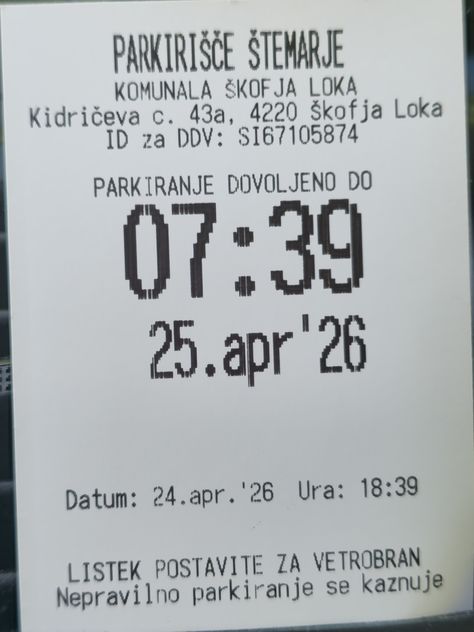 PARKIRIŠČE ŠTEMARJE
KOMUNALA ŠKOFJA LOKA
Kidričeva c. 43a, 4220 Škofja Loka
ID za DDV: SI67105874
PARKIRANJE DOVOLJENO DO
07:39
25.apr'26
Datum: 24.apr.'26 Ura: 18:39
LISTEK POSTAVITE ZA VETROBRAN
Nepravilno parkiranje se kaznuje